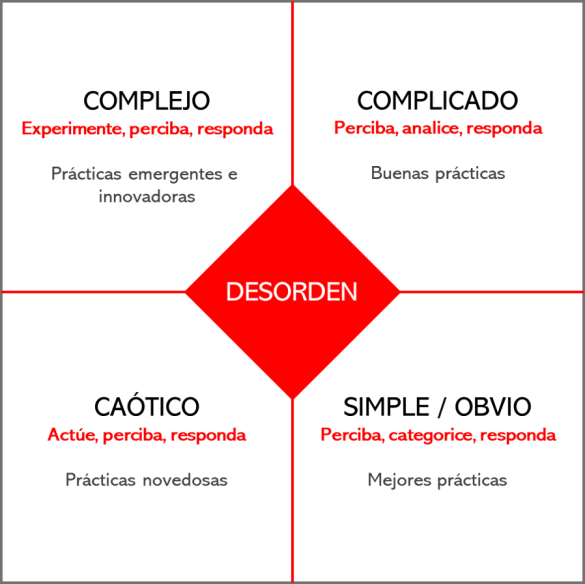 COMPLEJO
Experimente, perciba, responda
Prácticas emergentes e
innovadoras
COMPLICADO
Perciba, analice, responda
Buenas prácticas
DESORDEN
CAÓTICO
Actúe, perciba, responda
Prácticas novedosas
SIMPLE / OBVIO
Perciba, categorice, responda
Mejores prácticas